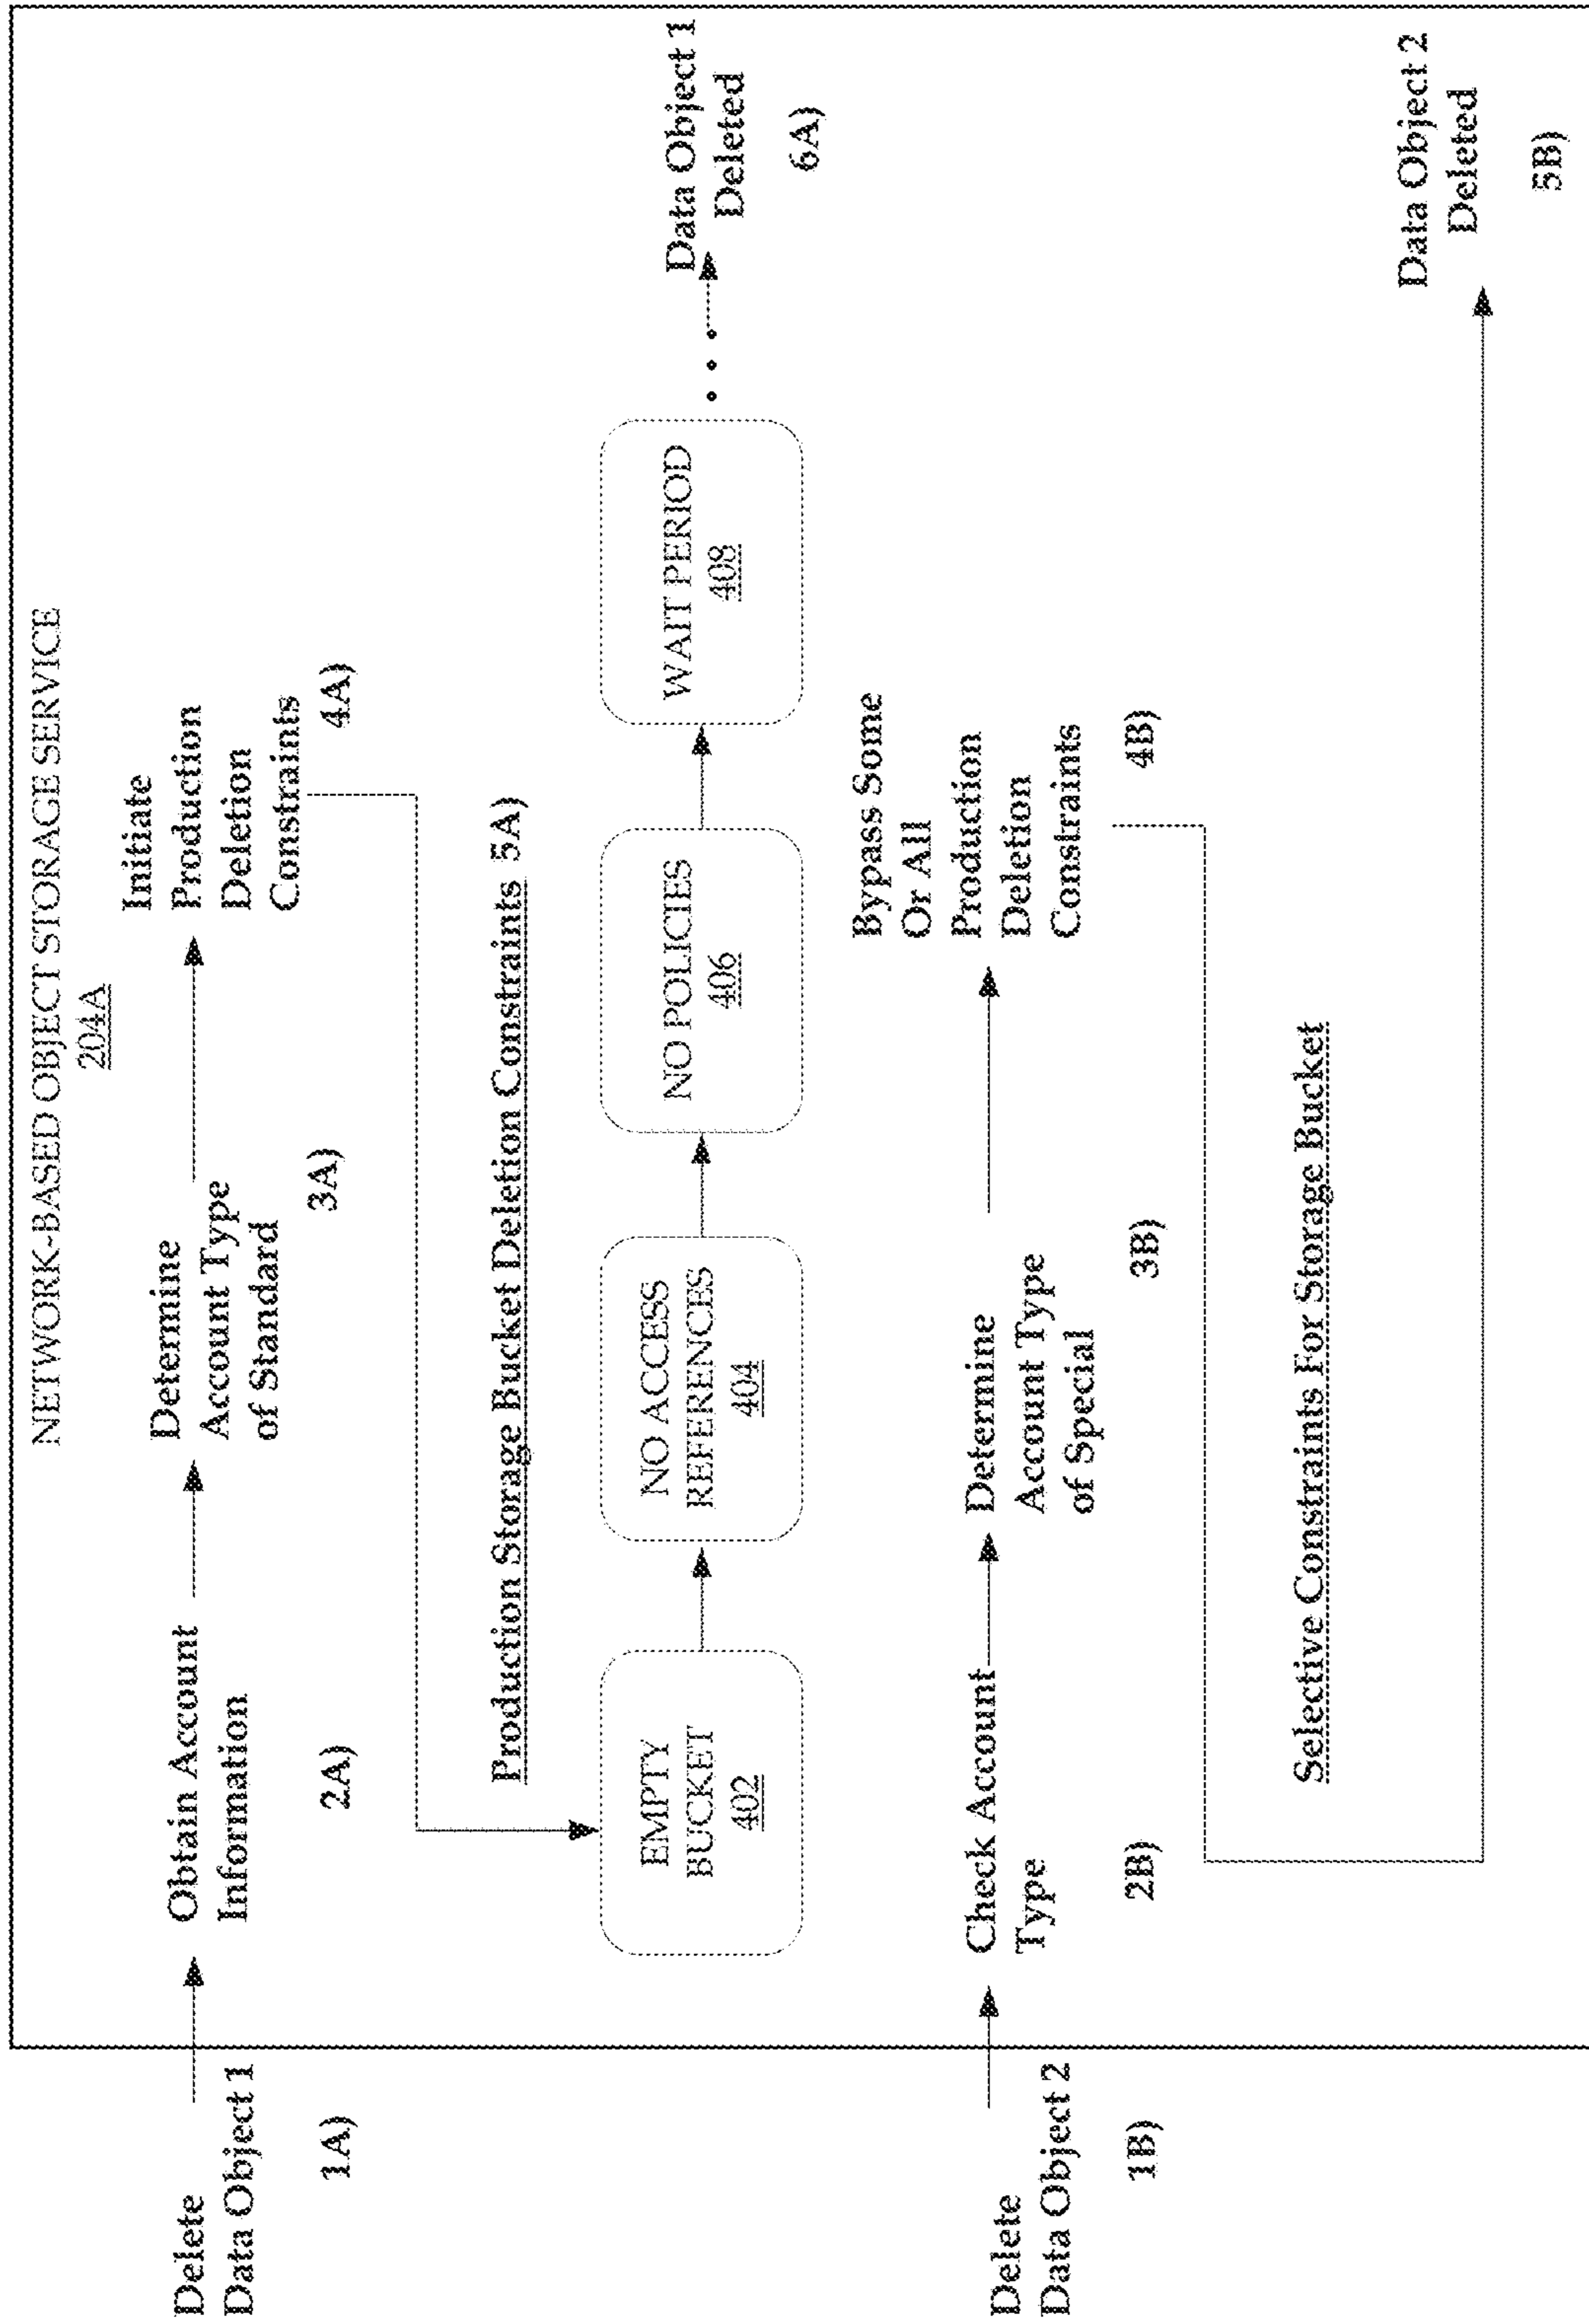 NETWORK-BASED OBJECT STORAGE SERVICE
204A
Delete
Data Object 1
1A)
Obtain Account
Information
2A)
Determine
Account Type
of Standard
3A)
Initiate
Production
Deletion
Constraints
4A)
Production Storage Bucket Deletion Constraints 5A)
EMPTY
BUCKET
402
NO ACCESS
REFERENCES
404
NO POLICIES
406
WAIT PERIOD
408
Data Object 1
Deleted
6A)
Delete
Data Object 2
1B)
Check Account
Type
2B)
Determine
Account Type
of Special
3B)
Bypass Some
Or All
Production
Deletion
Constraints
4B)
Selective Constraints For Storage Bucket
Data Object 2
Deleted
5B)